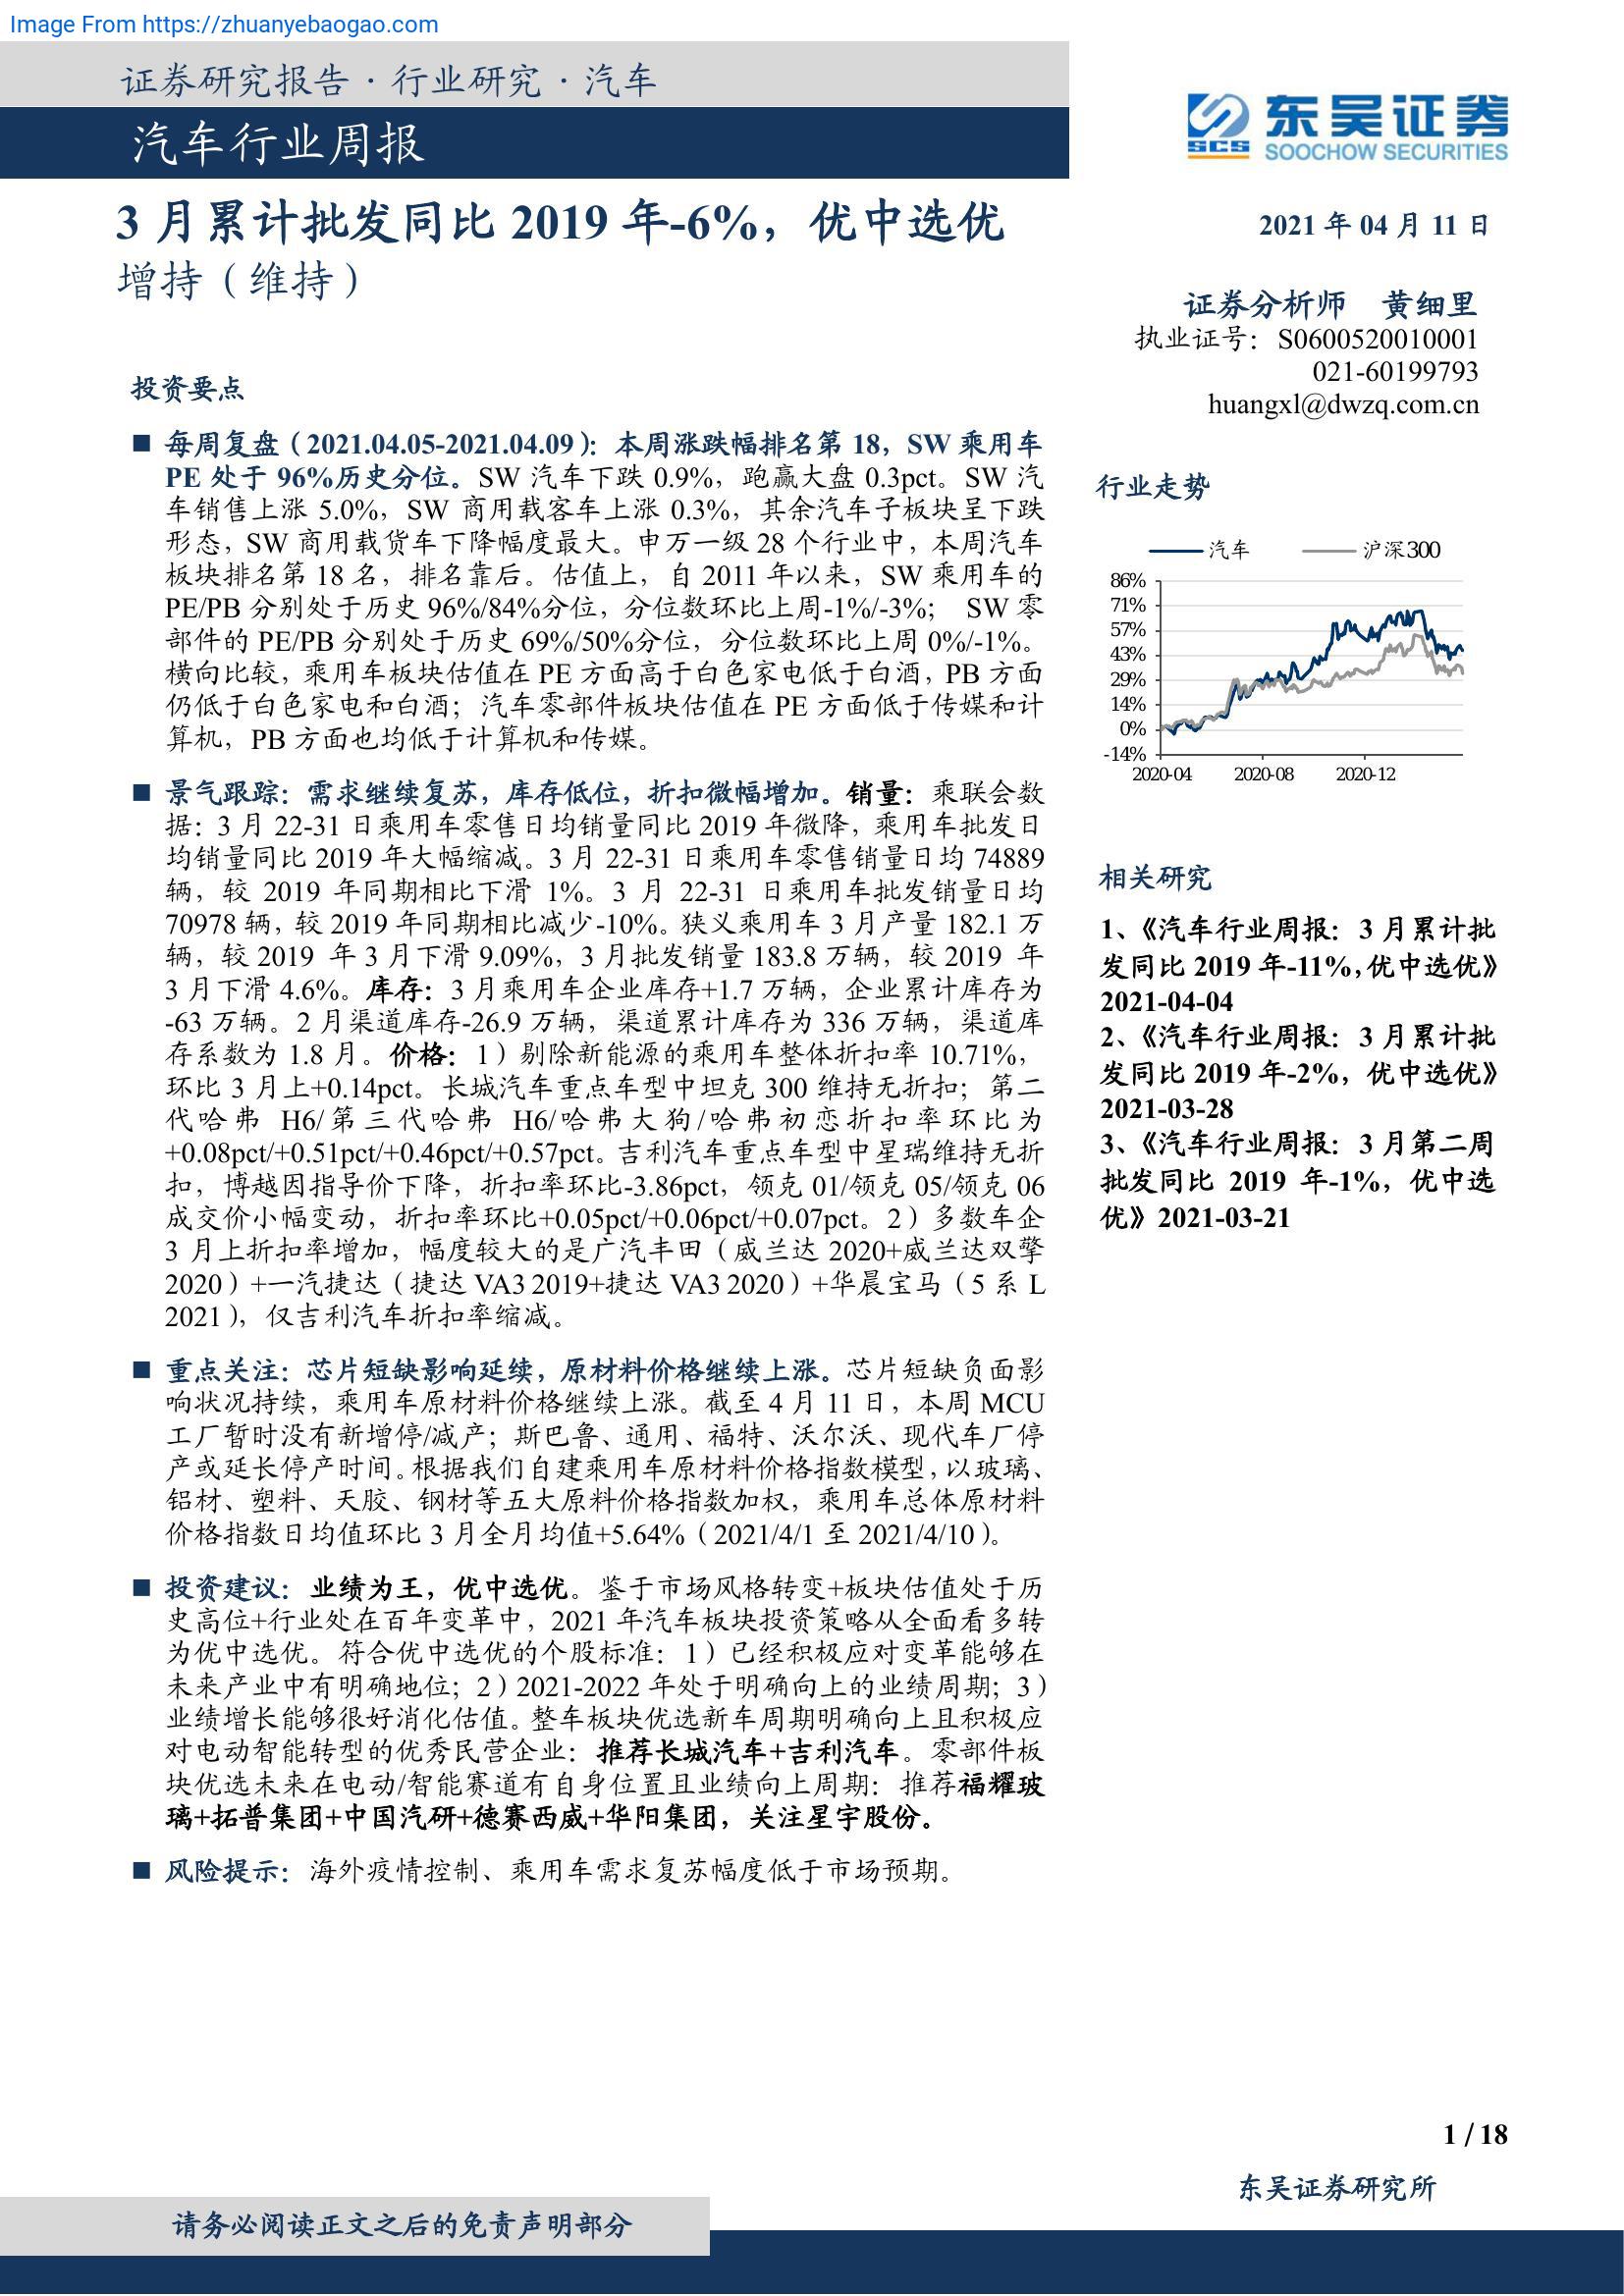 Image From https://zhuanyebaogao.com
证券研究报告 · 行业研究 · 汽车
汽车行业周报
东吴证券
SCS
SOOCHOW SECURITIES
3 月累计批发同比 2019 年-6%，优中选优
增持（维持）
2021 年 04 月 11 日
证券分析师 黄细里
执业证号：S0600520010001
021-60199793
huangxl@dwzq.com.cn
投资要点
■ 每周复盘（2021.04.05-2021.04.09）：本周涨跌幅排名第 18，SW 乘用车
PE 处于 96%历史分位。SW 汽车下跌 0.9%，跑赢大盘 0.3pct。SW 汽
车销售上涨 5.0%，SW 商用载客车上涨 0.3%，其余汽车子板块呈下跌
形态，SW 商用载货车下降幅度最大。申万一级 28 个行业中，本周汽车
板块排名第 18 名，排名靠后。估值上，自 2011 年以来，SW 乘用车的
PE/PB 分别处于历史 96%/84%分位，分位数环比上周-1%/-3%； SW 零
部件的 PE/PB 分别处于历史 69%/50%分位，分位数环比上周 0%/-1%。
横向比较，乘用车板块估值在 PE 方面高于白色家电低于白酒，PB 方面
仍低于白色家电和白酒；汽车零部件板块估值在 PE 方面低于传媒和计
算机，PB 方面也均低于计算机和传媒。
■ 景气跟踪：需求继续复苏，库存低位，折扣微幅增加。销量：乘联会数
据：3 月 22-31 日乘用车零售日均销量同比 2019 年微降，乘用车批发日
均销量同比 2019 年大幅缩减。3 月 22-31 日乘用车零售销量日均 74889
辆，较 2019 年同期相比下滑 1%。3 月 22-31 日乘用车批发销量日均
70978 辆，较 2019 年同期相比减少-10%。狭义乘用车 3 月产量 182.1 万
辆，较 2019 年 3 月下滑 9.09%，3 月批发销量 183.8 万辆，较 2019 年
3 月下滑 4.6%。库存：3 月乘用车企业库存+1.7 万辆，企业累计库存为
-63 万辆。2 月渠道库存-26.9 万辆，渠道累计库存为 336 万辆，渠道库
存系数为 1.8 月。价格：1）剔除新能源的乘用车整体折扣率 10.71%，
环比 3 月上+0.14pct。长城汽车重点车型中坦克 300 维持无折扣；第二
代哈弗 H6/第三代哈弗 H6/哈弗大狗/哈弗初恋折扣率环比为
+0.08pct/+0.51pct/+0.46pct/+0.57pct。吉利汽车重点车型中星瑞维持无折
扣，博越因指导价下降，折扣率环比-3.86pct，领克 01/领克 05/领克 06
成交价小幅变动，折扣率环比+0.05pct/+0.06pct/+0.07pct。2）多数车企
3 月上折扣率增加，幅度较大的是广汽丰田（威兰达 2020+威兰达双擎
2020）+一汽捷达（捷达 VA3 2019+捷达 VA3 2020）+华晨宝马（5 系 L
2021），仅吉利汽车折扣率缩减。
■ 重点关注：芯片短缺影响延续，原材料价格继续上涨。芯片短缺负面影
响状况持续，乘用车原材料价格继续上涨。截至 4 月 11 日，本周 MCU
工厂暂时没有新增停/减产；斯巴鲁、通用、福特、沃尔沃、现代车厂停
产或延长停产时间。根据我们自建乘用车原材料价格指数模型，以玻璃、
铝材、塑料、天胶、钢材等五大原料价格指数加权，乘用车总体原材料
价格指数日均值环比 3 月全月均值+5.64%（2021/4/1 至 2021/4/10）。
■ 投资建议：业绩为王，优中选优。鉴于市场风格转变+板块估值处于历
史高位+行业处在百年变革中，2021 年汽车板块投资策略从全面看多转
为优中选优。符合优中选优的个股标准：1）已经积极应对变革能够在
未来产业中有明确地位；2）2021-2022 年处于明确向上的业绩周期；3）
业绩增长能够很好消化估值。整车板块优选新车周期明确向上且积极应
对电动智能转型的优秀民营企业：推荐长城汽车+吉利汽车。零部件板
块优选未来在电动/智能赛道有自身位置且业绩向上周期：推荐福耀玻
璃+拓普集团+中国汽研+德赛西威+华阳集团，关注星宇股份。
■ 风险提示：海外疫情控制、乘用车需求复苏幅度低于市场预期。
行业走势
汽车 沪深300
86%
71%
57%
43%
29%
14%
0%
-14%
2020-04 2020-08 2020-12
相关研究
1、《汽车行业周报：3 月累计批
发同比 2019 年-11%，优中选优》
2021-04-04
2、《汽车行业周报：3 月累计批
发同比 2019 年-2%，优中选优》
2021-03-28
3、《汽车行业周报：3 月第二周
批发同比 2019 年-1%，优中选
优》2021-03-21
1 / 18
东吴证券研究所
请务必阅读正文之后的免责声明部分